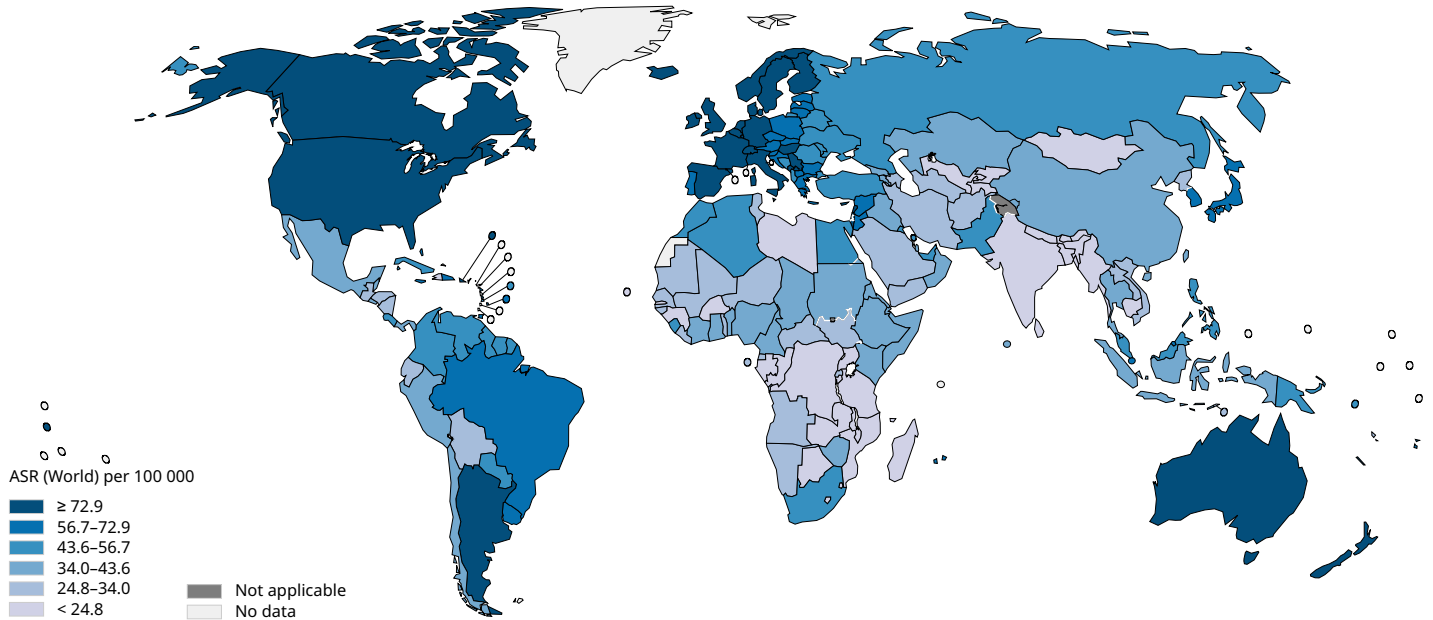 ASR (World) per 100 000
≥ 72.9
56.7–72.9
43.6–56.7
34.0–43.6
24.8–34.0
< 24.8
Not applicable
No data